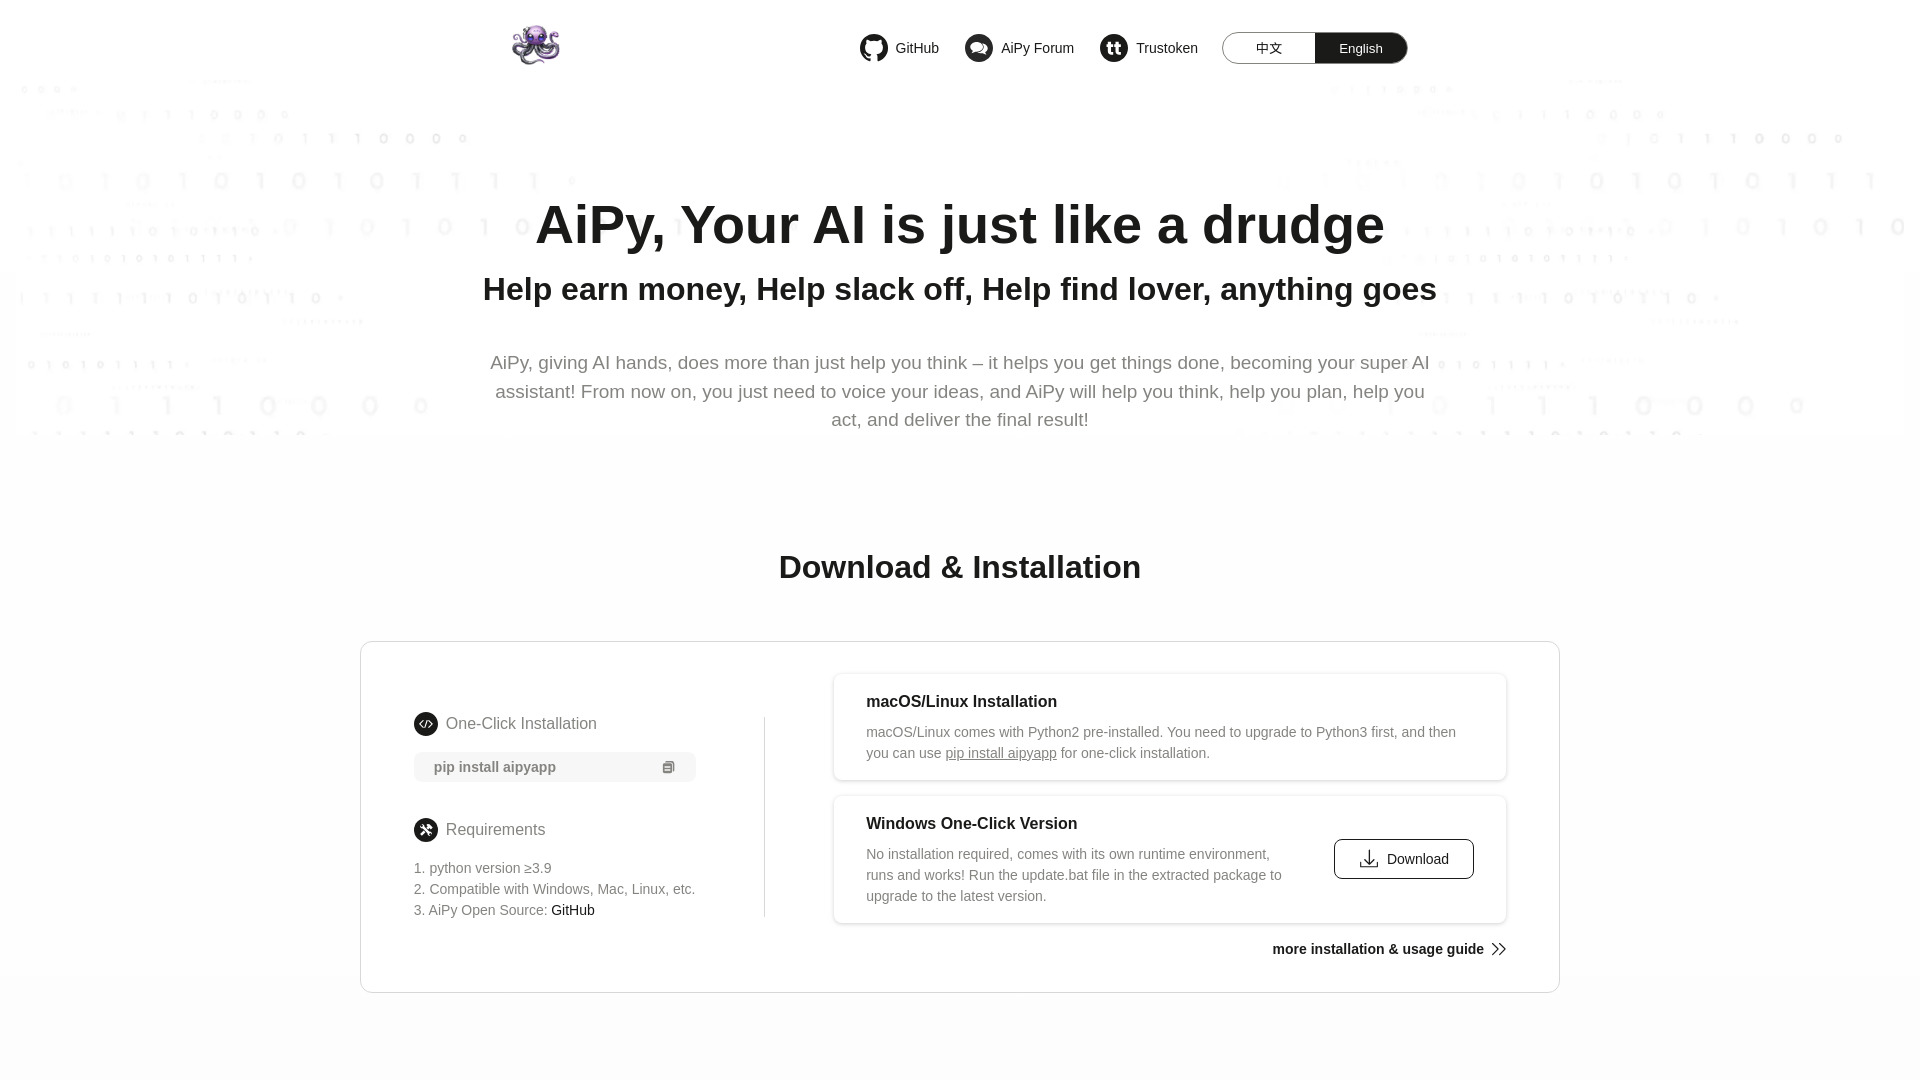 GitHub
AiPy Forum
Trustoken
中文
English
AiPy, Your AI is just like a drudge
Help earn money, Help slack off, Help find lover, anything goes
AiPy, giving AI hands, does more than just help you think – it helps you get things done, becoming your super AI
assistant! From now on, you just need to voice your ideas, and AiPy will help you think, help you plan, help you
act, and deliver the final result!
Download & Installation
One-Click Installation
pip install aipyapp
Requirements
1. python version ≥3.9
2. Compatible with Windows, Mac, Linux, etc.
3. AiPy Open Source: GitHub
macOS/Linux Installation
macOS/Linux comes with Python2 pre-installed. You need to upgrade to Python3 first, and then
you can use pip install aipyapp for one-click installation.
Windows One-Click Version
No installation required, comes with its own runtime environment,
runs and works! Run the update.bat file in the extracted package to
upgrade to the latest version.
Download
more installation & usage guide